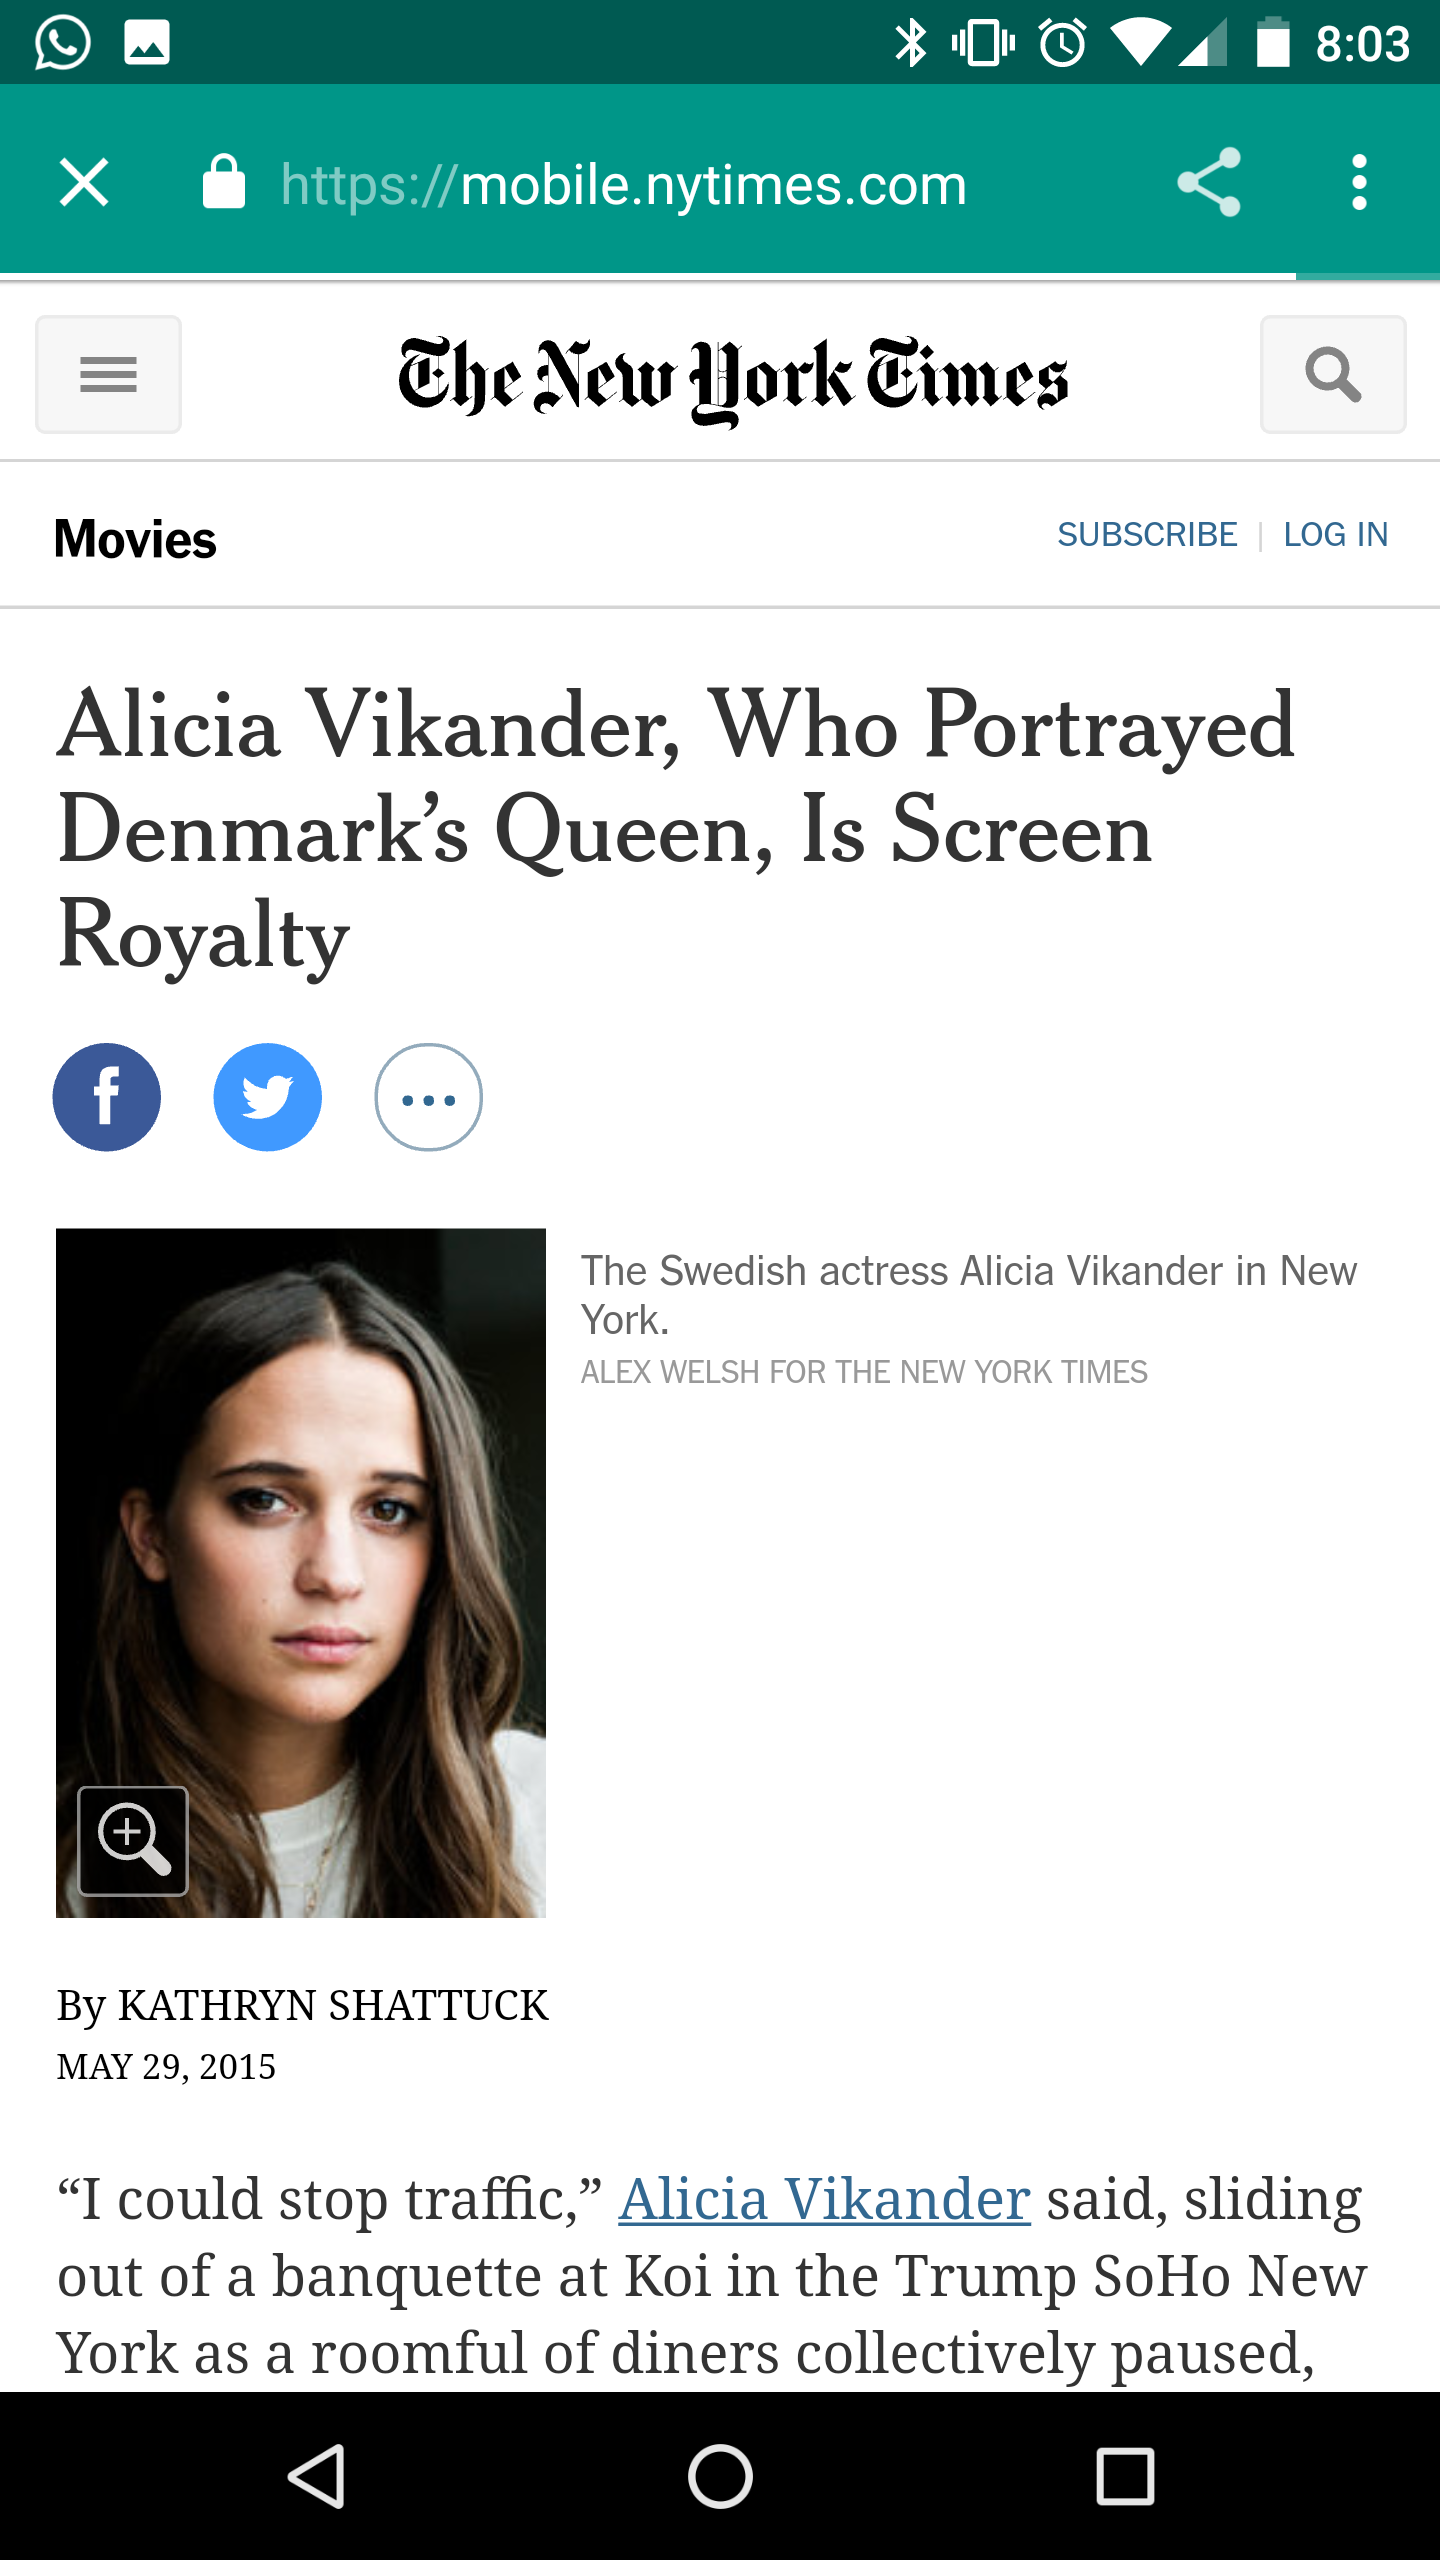 8:03
https://mobile.nytimes.com
The New York Times
Movies
SUBSCRIBE | LOG IN
Alicia Vikander, Who Portrayed
Denmark’s Queen, Is Screen
Royalty
The Swedish actress Alicia Vikander in New
York.
ALEX WELSH FOR THE NEW YORK TIMES
By KATHRYN SHATTUCK
MAY 29, 2015
“I could stop traffic,” Alicia Vikander said, sliding
out of a banquette at Koi in the Trump SoHo New
York as a roomful of diners collectively paused,